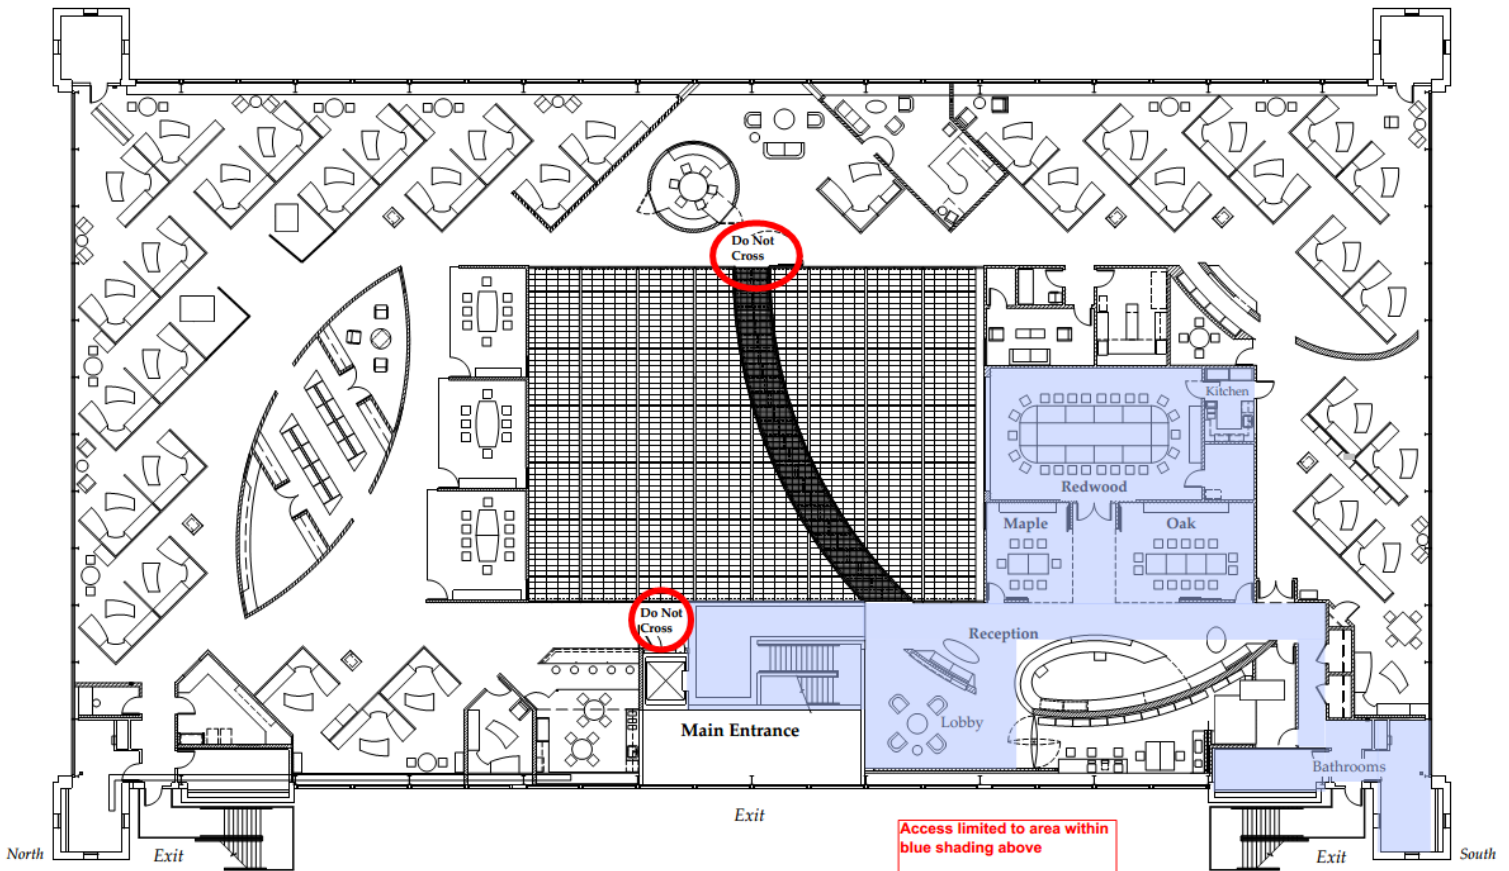 Do Not
Cross
Kitchen
Redwood
Maple
Oak
Do Not
Cross
Reception
Lobby
Main Entrance
Bathrooms
Exit
Access limited to area within
blue shading above
North
Exit
Exit
South